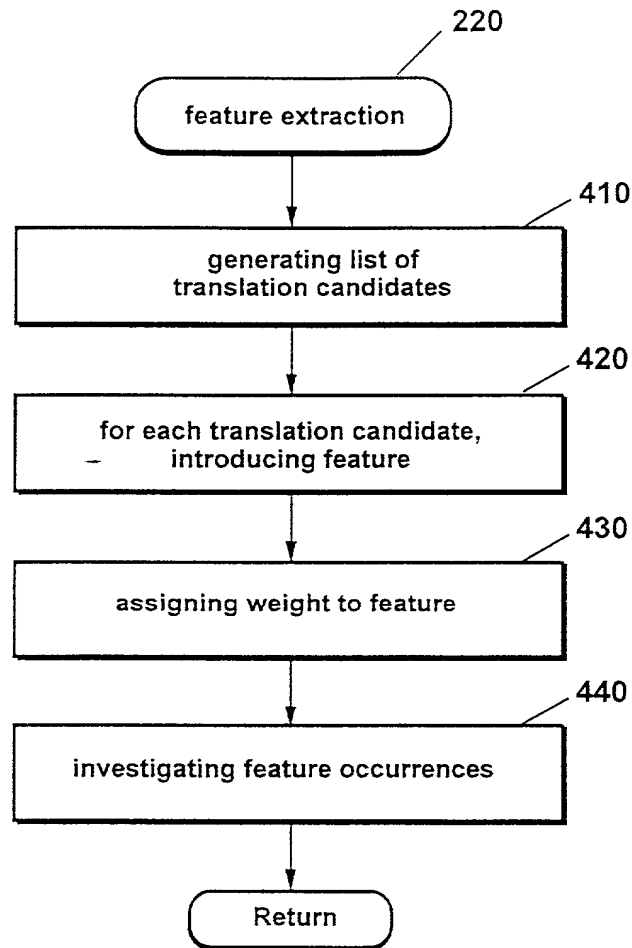 220
feature extraction
410
generating list of
translation candidates
420
for each translation candidate,
introducing feature
430
assigning weight to feature
440
investigating feature occurrences
Return